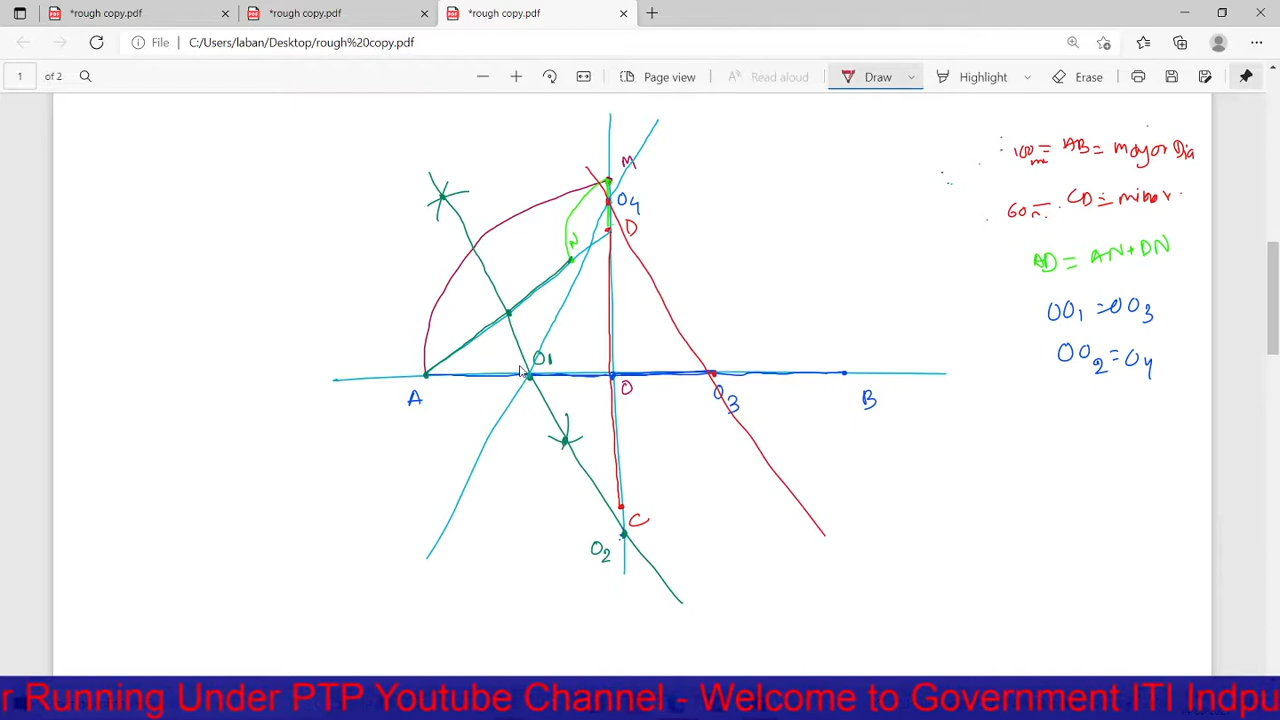 *rough copy.pdf
*rough copy.pdf
*rough copy.pdf
File C:/Users/laban/Desktop/rough%20copy.pdf
1 of 2
Page view
Read aloud
Draw
Highlight
Erase
M
O4
D
N
O1
A
O
O3
B
C
O2
100 = AB = major Dia
60 CD = minor
AD = AN+DN
OO1 = OO3
OO2 = O4
r Running Under PTP Youtube Channel - Welcome to Government ITI Indpu